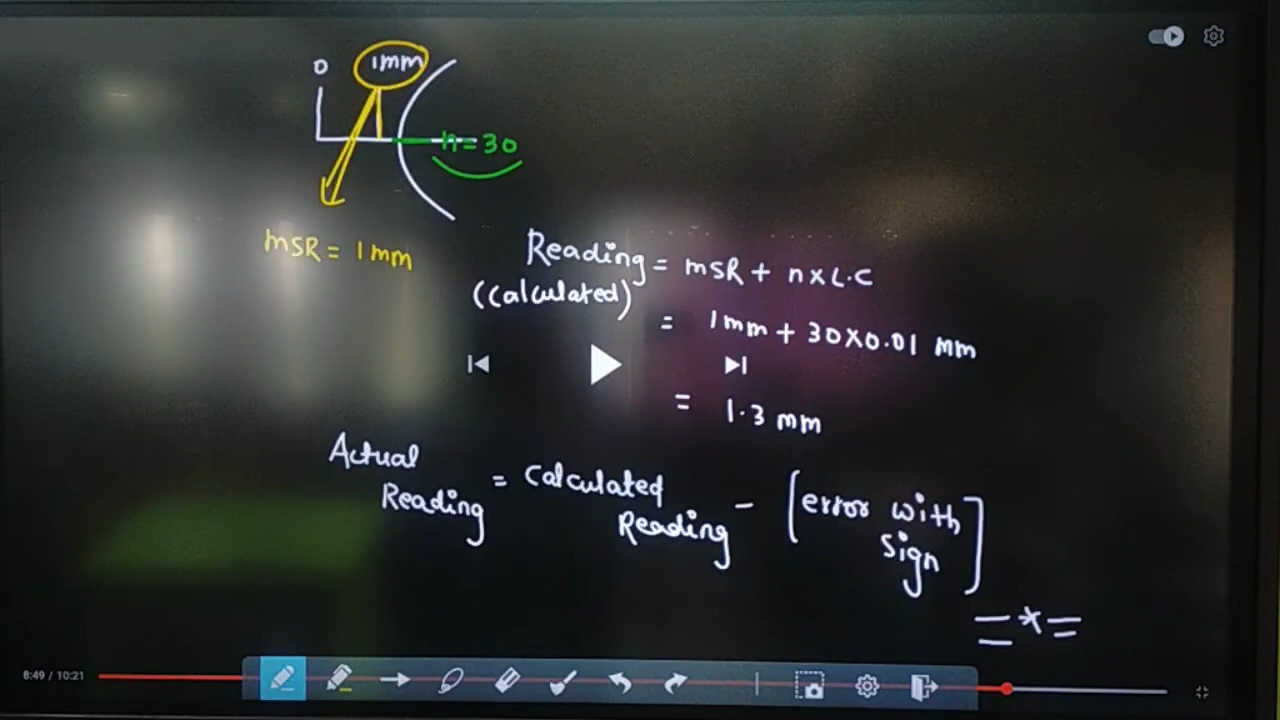 0 1mm
n=30
MSR = 1mm
Reading = MSR + n×L.C
(Calculated)
= 1mm + 30×0.01 mm
= 1.3 mm
Actual Reading = Calculated Reading - [error with sign]
=*=
8:49 / 10:21